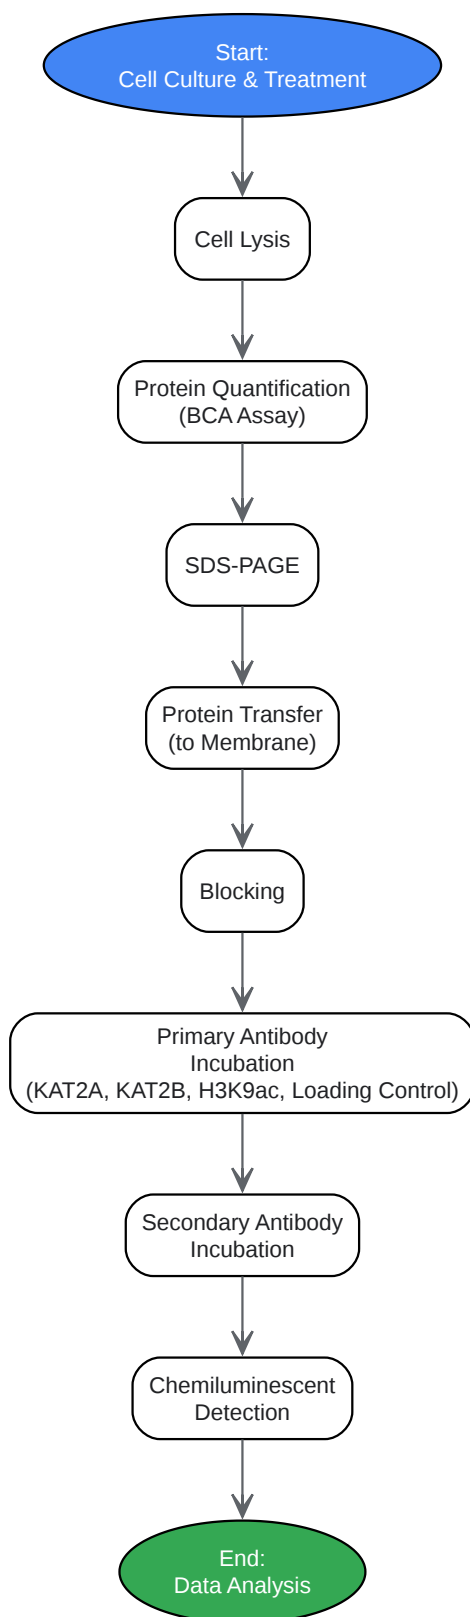 Start:
Cell Culture & Treatment
Cell Lysis
Protein Quantification
(BCA Assay)
SDS-PAGE
Protein Transfer
(to Membrane)
Blocking
Primary Antibody
Incubation
(KAT2A, KAT2B, H3K9ac, Loading Control)
Secondary Antibody
Incubation
Chemiluminescent
Detection
End:
Data Analysis